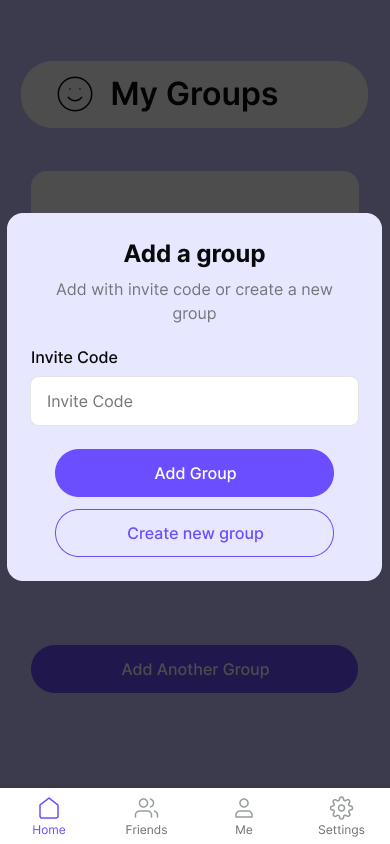 My Groups
Add a group
Add with invite code or create a new
group
Invite Code
Invite Code
Add Group
Create new group
Add Another Group
Home
Friends
Me
Settings